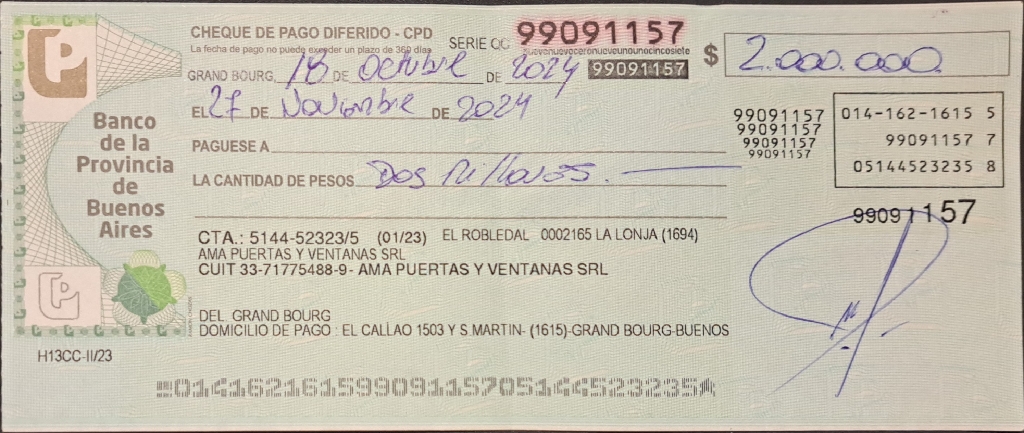 CHEQUE DE PAGO DIFERIDO - CPD
La fecha de pago no puede exceder un plazo de 360 días
SERIE 99091157
nuevenuevoceronueveunounocincosiete
99091157
$ 2.000.000
GRAND BOURG, 18 DE Octubre DE 2024
EL 27 DE Noviembre DE 2024
PAGUESE A
LA CANTIDAD DE PESOS Dos Millones.
Banco
de la
Provincia
de
Buenos
Aires
99091157
99091157
99091157
99091157
014-162-1615 5
99091157 7
05144523235 8
99091157
CTA.: 5144-52323/5 (01/23) EL ROBLEDAL 0002165 LA LONJA (1694)
AMA PUERTAS Y VENTANAS SRL
CUIT 33-71775488-9- AMA PUERTAS Y VENTANAS SRL
DEL GRAND BOURG
DOMICILIO DE PAGO : EL CALLAO 1503 Y S.MARTIN- (1615)-GRAND BOURG-BUENOS
H13CC-II/23
01416216159909115705144523235